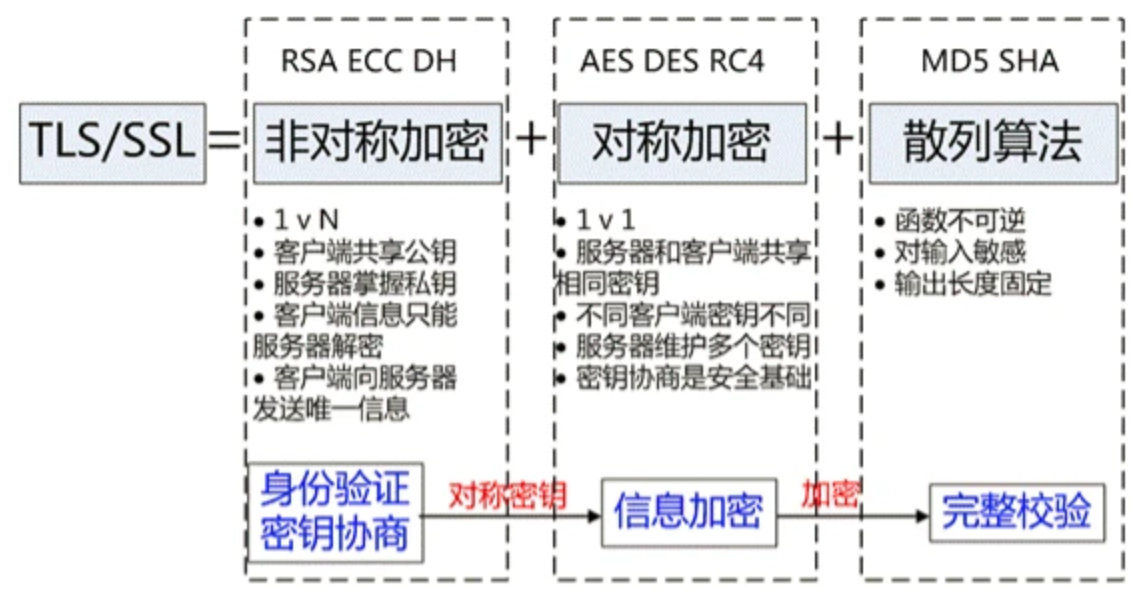 RSA ECC DH
AES DES RC4
MD5 SHA
TLS/SSL
=
非对称加密
+
对称加密
+
散列算法
• 1 v N
• 客户端共享公钥
• 服务器掌握私钥
• 客户端信息只能
服务器解密
• 客户端向服务器
发送唯一信息
• 1 v 1
• 服务器和客户端共享
相同密钥
• 不同客户端密钥不同
• 服务器维护多个密钥
• 密钥协商是安全基础
• 函数不可逆
• 对输入敏感
• 输出长度固定
身份验证
密钥协商
对称密钥
信息加密
加密
完整校验